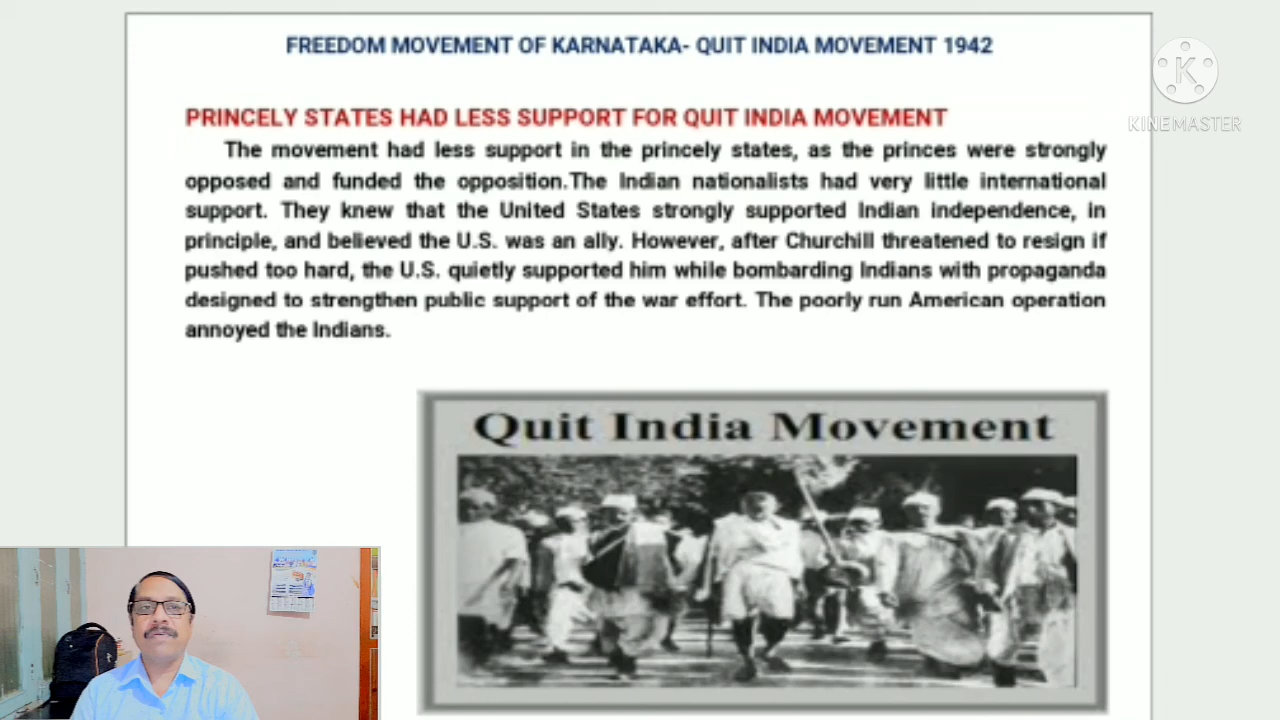 FREEDOM MOVEMENT OF KARNATAKA- QUIT INDIA MOVEMENT 1942
K
KINEMASTER
PRINCELY STATES HAD LESS SUPPORT FOR QUIT INDIA MOVEMENT
The movement had less support in the princely states, as the princes were strongly
opposed and funded the opposition.The Indian nationalists had very little international
support. They knew that the United States strongly supported Indian independence, in
principle, and believed the U.S. was an ally. However, after Churchill threatened to resign if
pushed too hard, the U.S. quietly supported him while bombarding Indians with propaganda
designed to strengthen public support of the war effort. The poorly run American operation
annoyed the Indians.
Quit India Movement